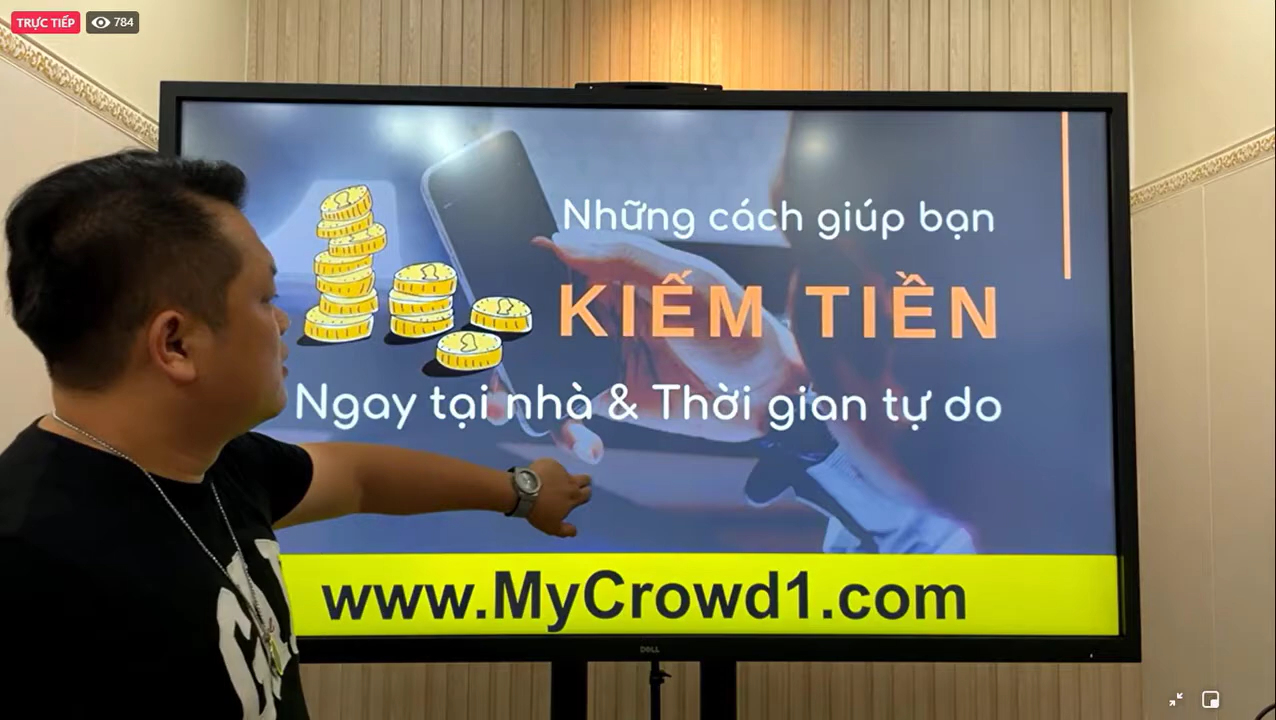 TRỰC TIẾP
784
Những cách giúp bạn
KIẾM TIỀN
Ngay tại nhà & Thời gian tự do
www.MyCrowd1.com
DELL